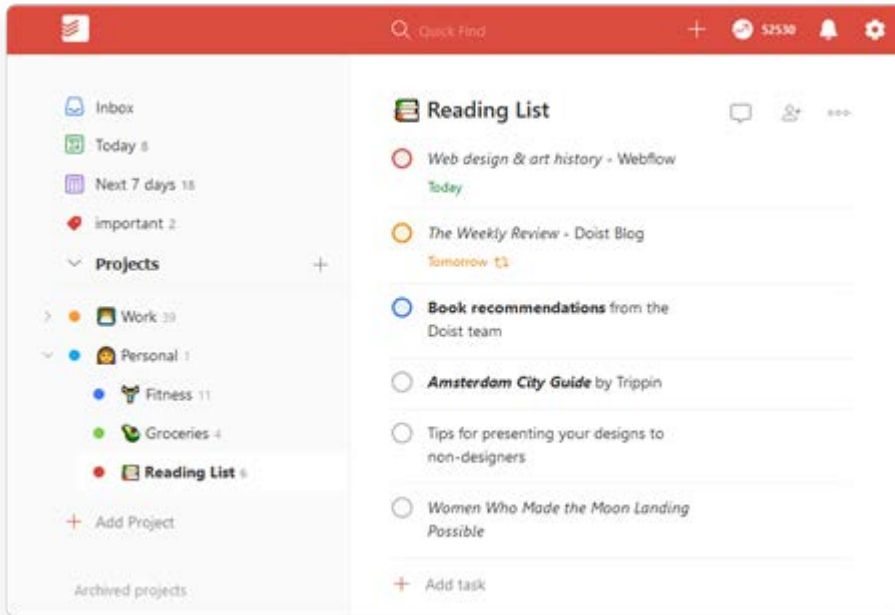 Quick Find
52530
Inbox
Today 8
Next 7 days 18
important 2
Projects
Work 39
Personal 1
Fitness 11
Groceries 4
Reading List 6
Add Project
Archived projects
Reading List
Web design & art history - Webflow
Today
The Weekly Review - Doist Blog
Tomorrow
Book recommendations from the
Doist team
Amsterdam City Guide by Trippin
Tips for presenting your designs to
non-designers
Women Who Made the Moon Landing
Possible
Add task